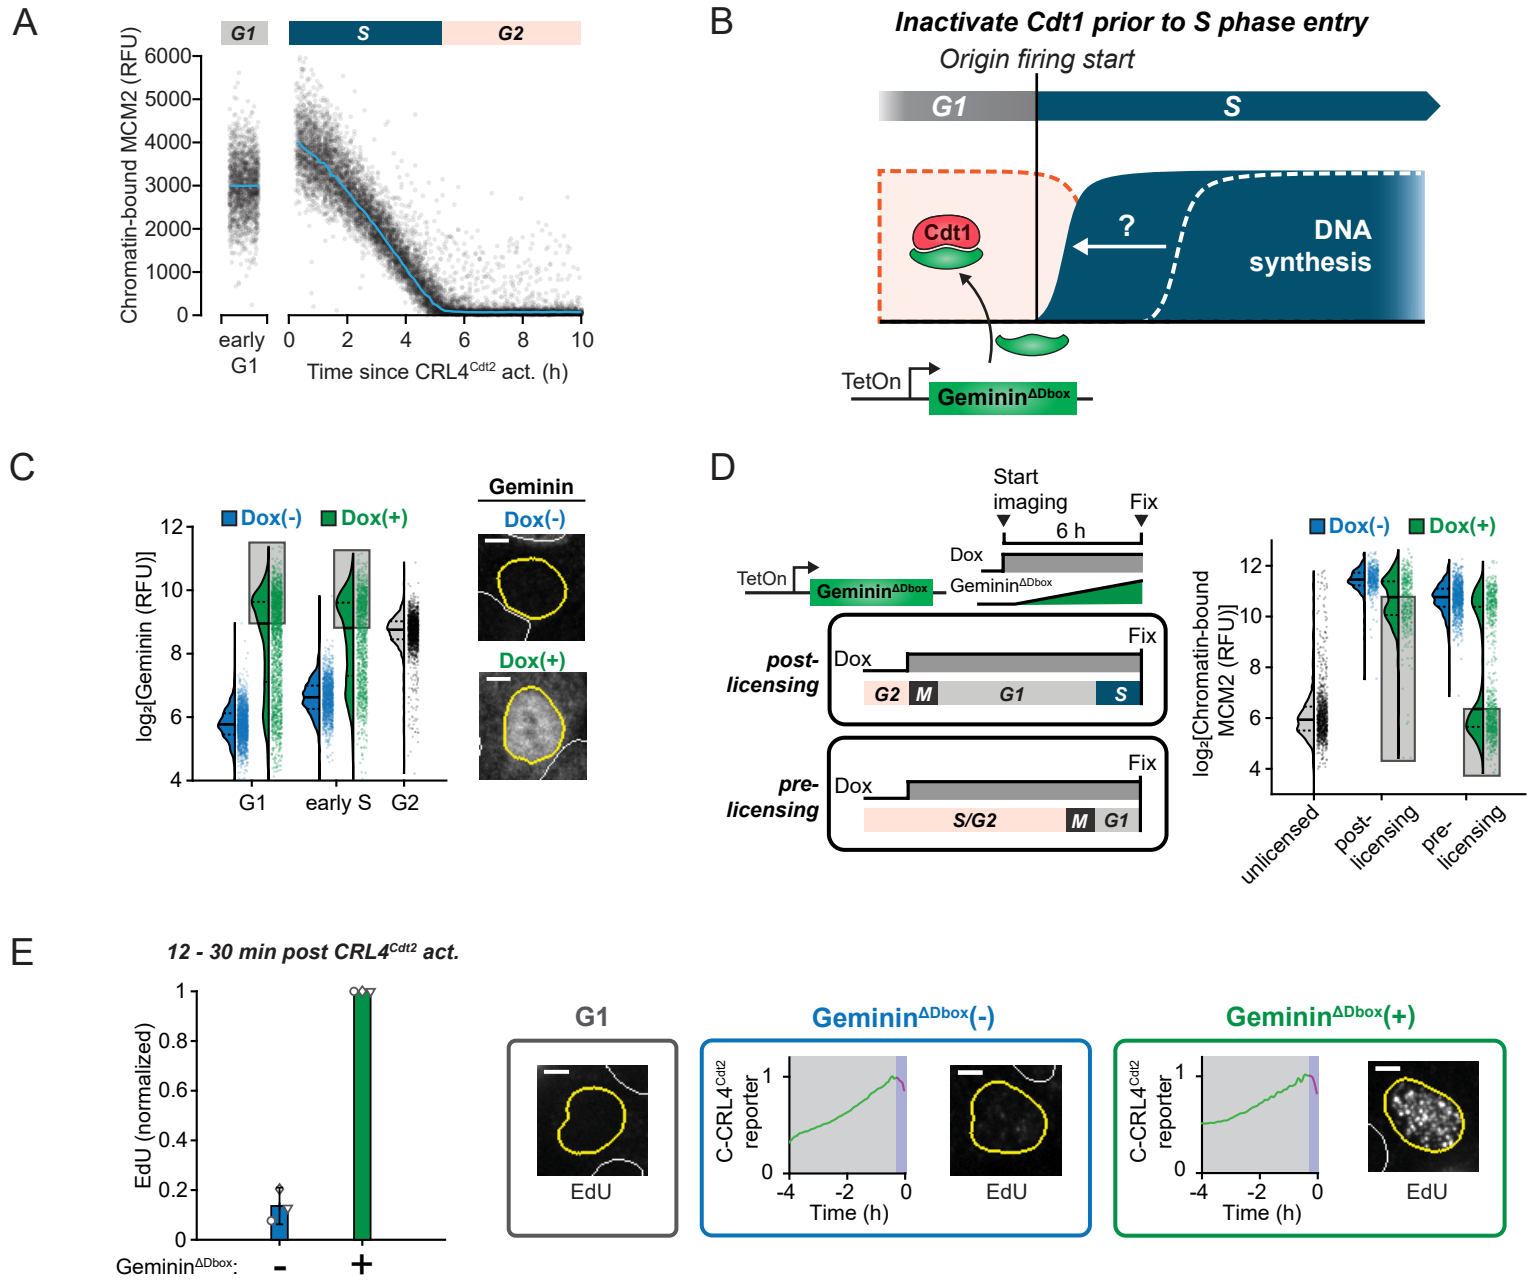 A
G1 S G2
Chromatin-bound MCM2 (RFU)
6000
5000
4000
3000
2000
1000
0
early
G1
0 2 4 6 8 10
Time since CRL4Cdt2 act. (h)
B
Inactivate Cdt1 prior to S phase entry
Origin firing start
G1 S
Cdt1
?
DNA
synthesis
TetOn
GemininΔDbox
C
Dox(-) Dox(+)
log₂[Geminin (RFU)]
12
10
8
6
4
G1 early S G2
Geminin
Dox(-)
Dox(+)
D
Start
imaging
Fix
6 h
Dox
GemininΔDbox
TetOn
GemininΔDbox
post-
licensing
Dox
Fix
G2 M G1 S
pre-
licensing
Dox
Fix
S/G2 M G1
Dox(-) Dox(+)
log₂[Chromatin-bound
MCM2 (RFU)]
12
10
8
6
4
unlicensed
post-
licensing
pre-
licensing
E
12 - 30 min post CRL4Cdt2 act.
EdU (normalized)
1
0.8
0.6
0.4
0.2
0
GemininΔDbox: - +
G1
EdU
GemininΔDbox(-)
C-CRL4Cdt2
reporter
1
0
-4 -2 0
Time (h)
EdU
GemininΔDbox(+)
C-CRL4Cdt2
reporter
1
0
-4 -2 0
Time (h)
EdU